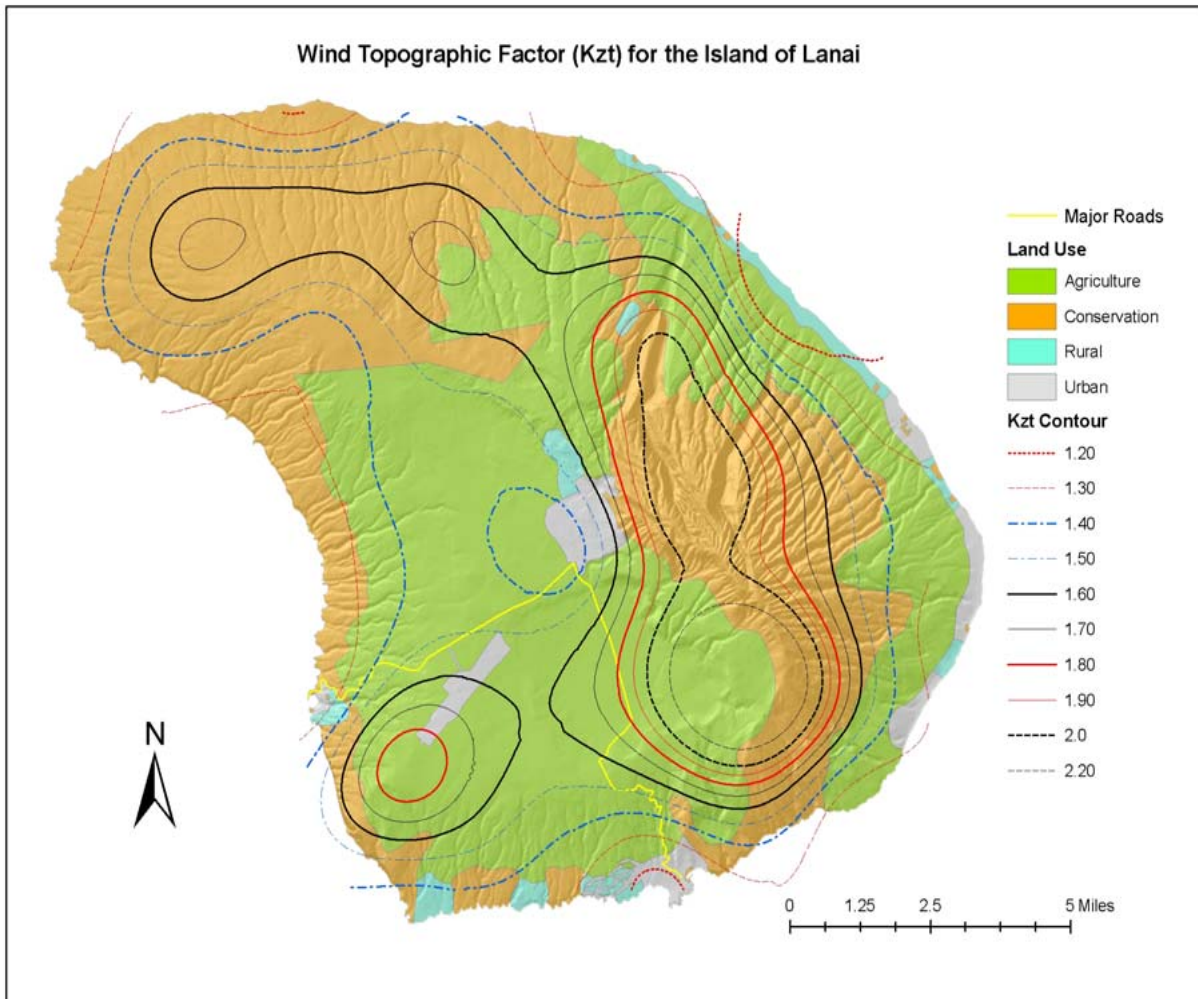 Wind Topographic Factor (Kzt) for the Island of Lanai
Major Roads
Land Use
Agriculture
Conservation
Rural
Urban
Kzt Contour
1.20
1.30
1.40
1.50
1.60
1.70
1.80
1.90
2.0
2.20
N
0 1.25 2.5 5 Miles